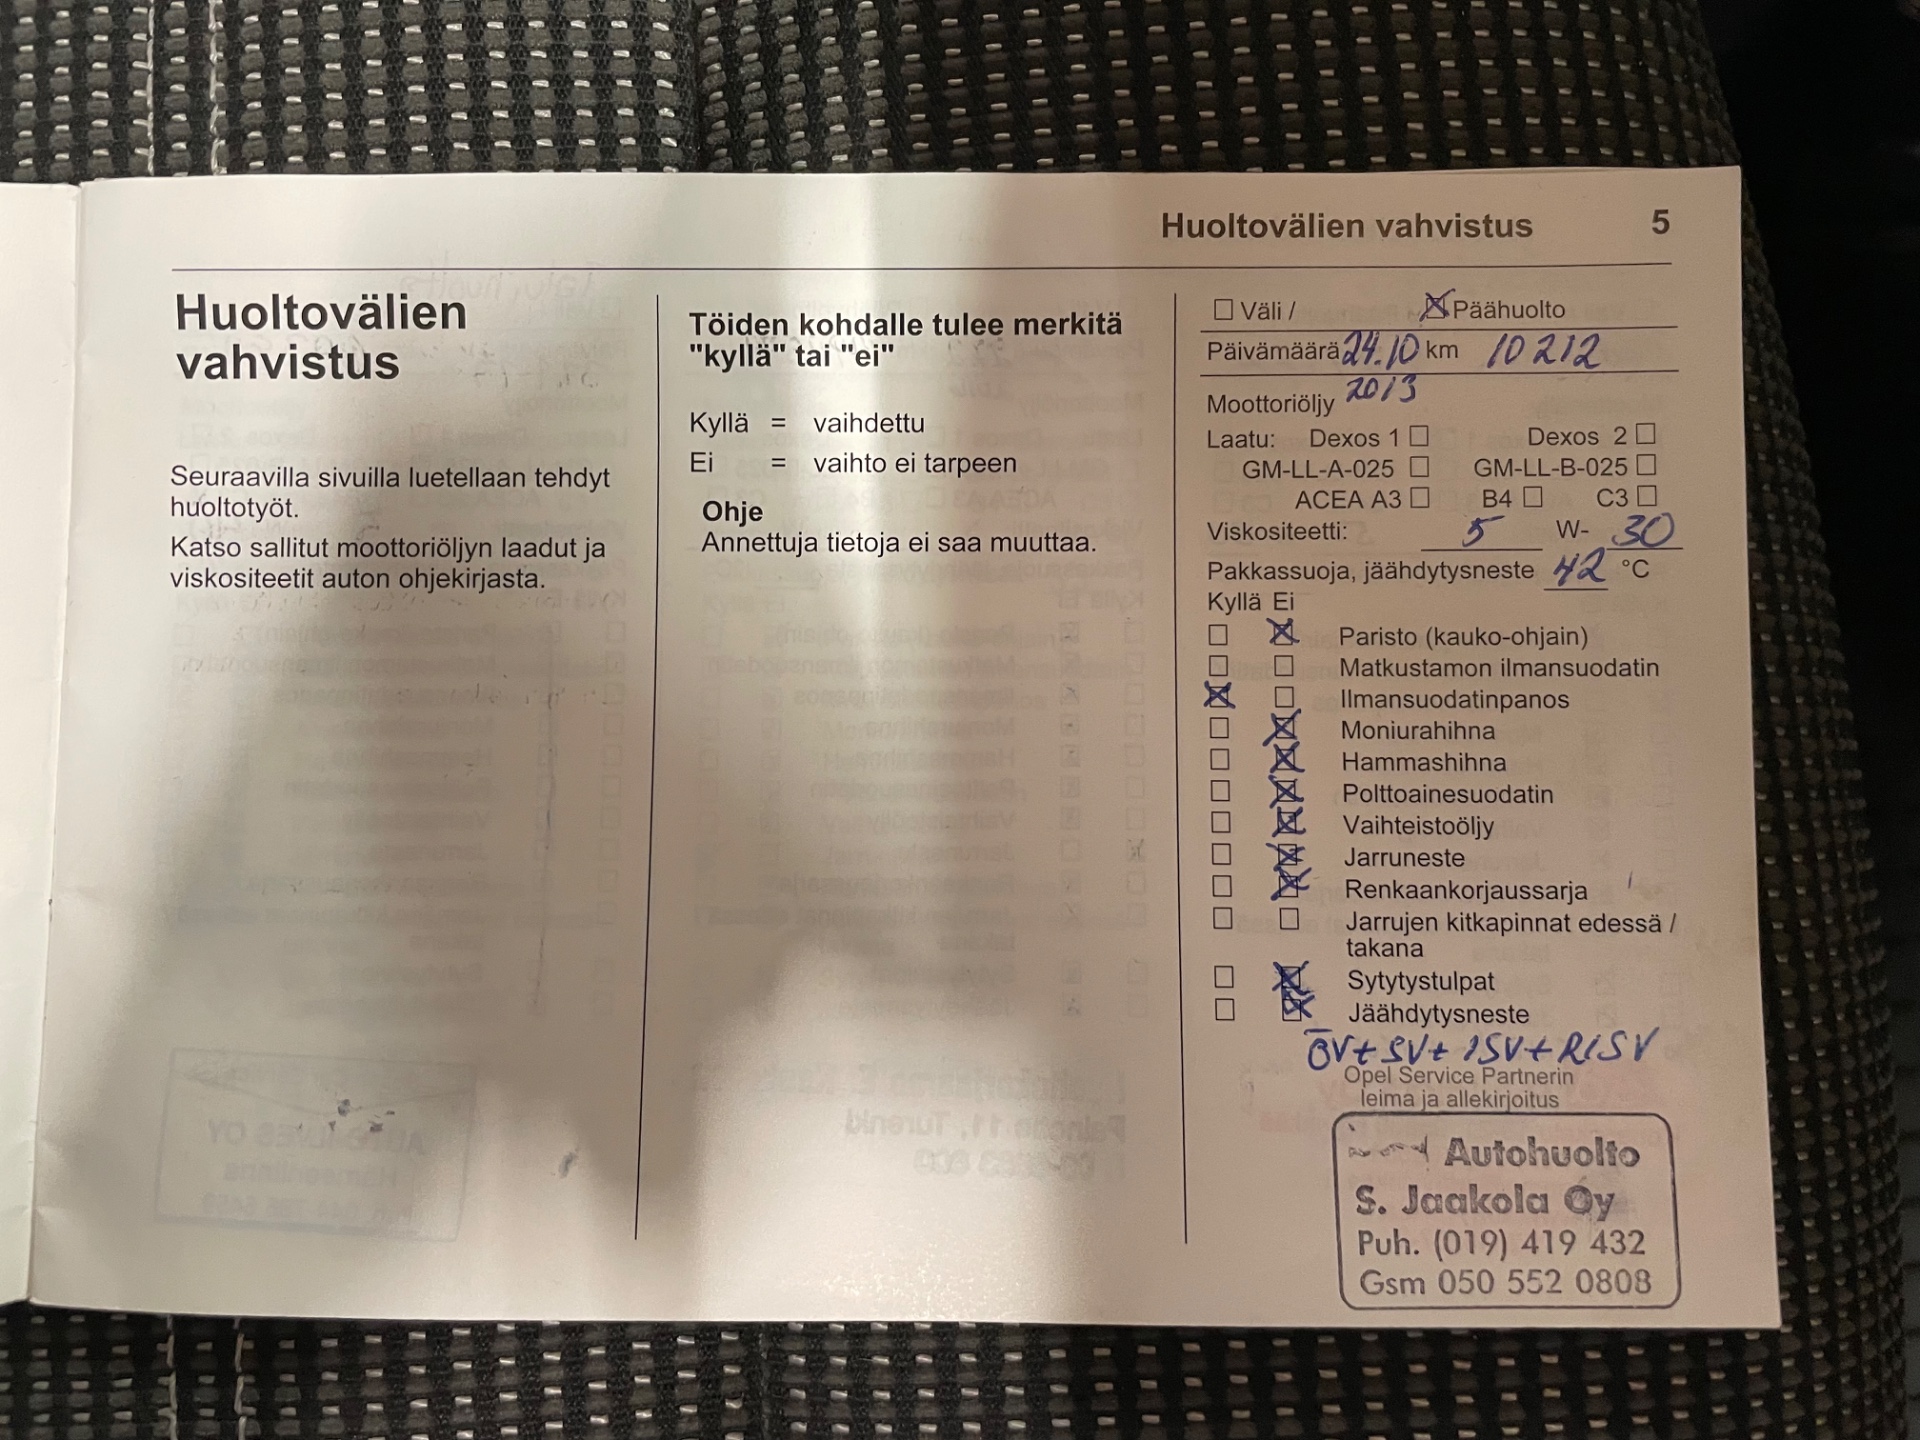 Huoltovälien vahvistus 5
Huoltovälien
vahvistus
Seuraavilla sivuilla luetellaan tehdyt
huoltotyöt.
Katso sallitut moottoriöljyn laadut ja
viskositeetit auton ohjekirjasta.
Töiden kohdalle tulee merkitä
"kyllä" tai "ei"
Kyllä = vaihdettu
Ei = vaihto ei tarpeen
Ohje
Annettuja tietoja ei saa muuttaa.
Väli / Päähuolto
Päivämäärä 24.10 km 10212
2013
Moottoriöljy
Laatu: Dexos 1 Dexos 2
GM-LL-A-025 GM-LL-B-025
ACEA A3 B4 C3
Viskositeetti: 5 W- 30
Pakkassuoja, jäähdytysneste 42 °C
Kyllä Ei
Paristo (kauko-ohjain)
Matkustamon ilmansuodatin
Ilmansuodatinpanos
Moniurahihna
Hammashihna
Polttoainesuodatin
Vaihteistoöljy
Jarruneste
Renkaankorjaussarja
Jarrujen kitkapinnat edessä /
takana
Sytytystulpat
Jäähdytysneste
ÖV+SV+ISV+RISV
Opel Service Partnerin
leima ja allekirjoitus
Autohuolto
S. Jaakola Oy
Puh. (019) 419 432
Gsm 050 552 0808